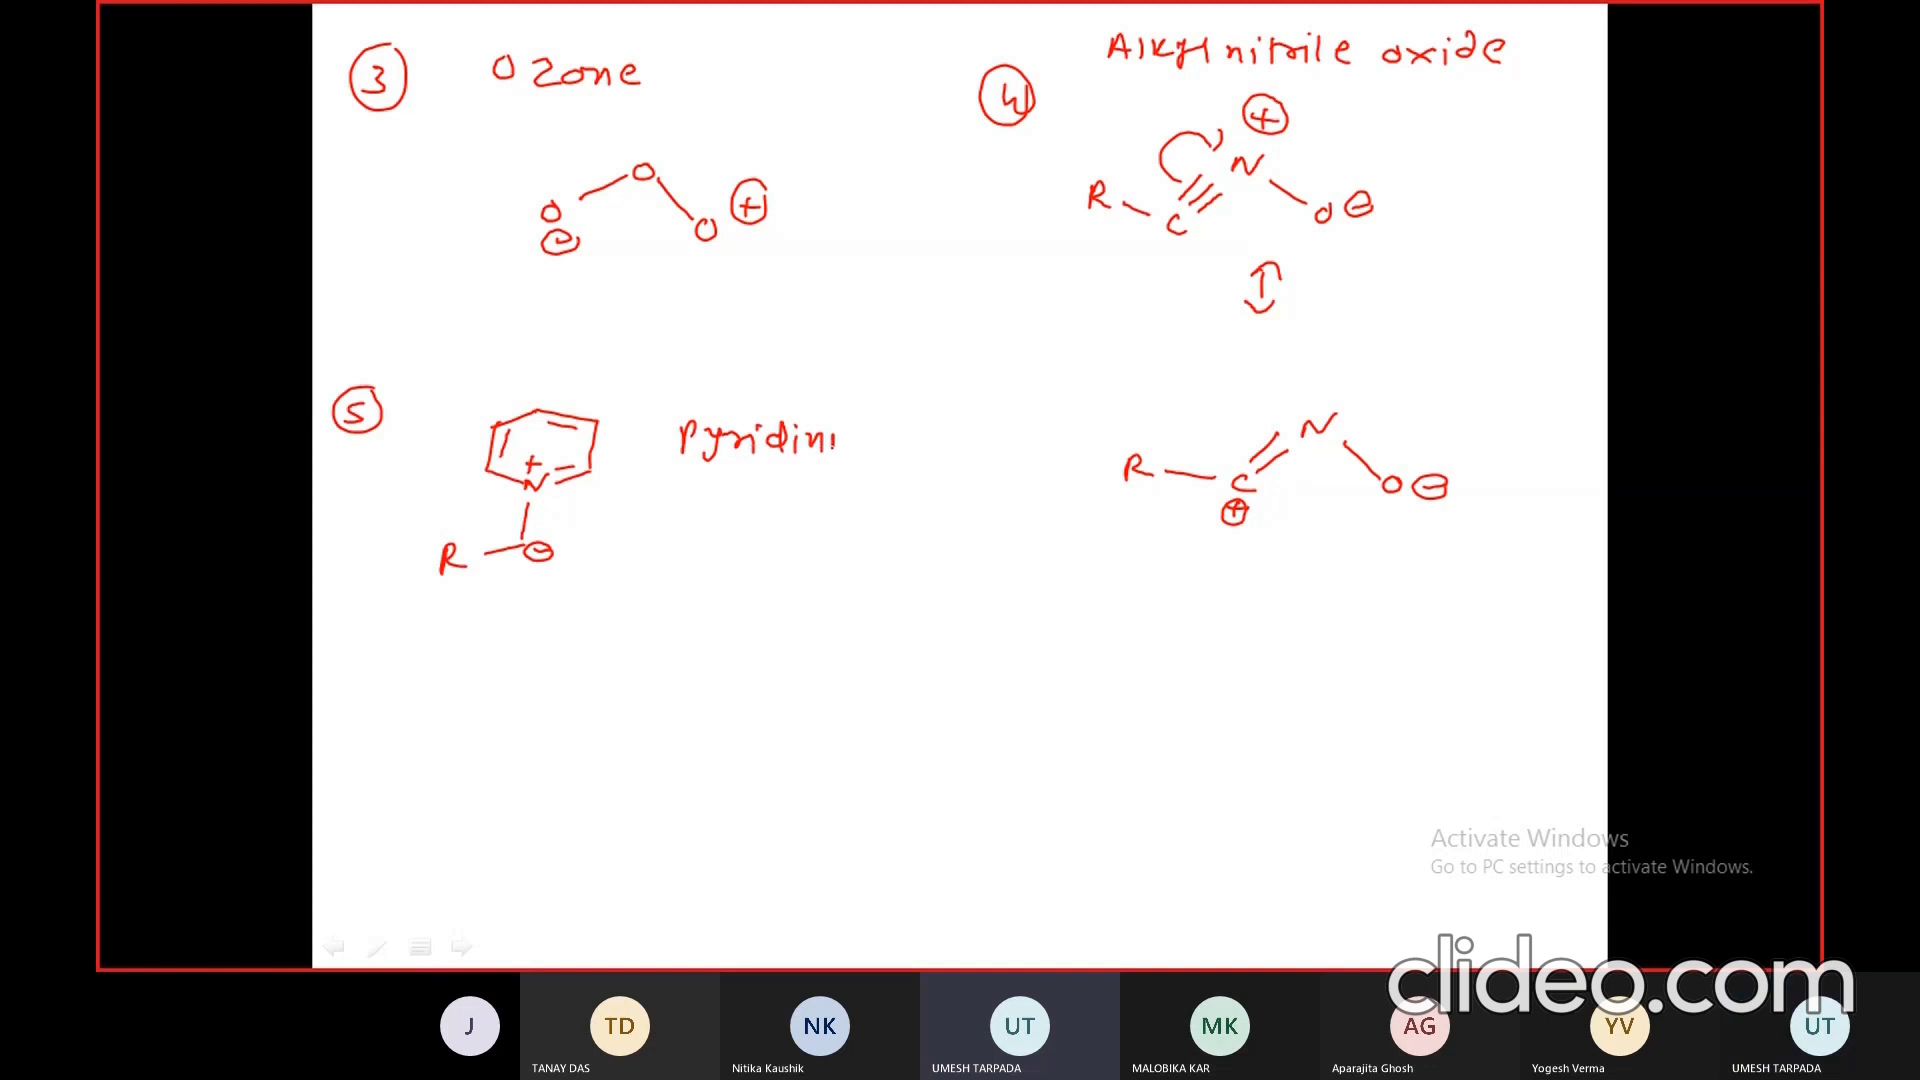 3 Ozone
Alkyl nitrile oxide
4
⊕
N
O
⊕
R
C
O ⊖
O
⊖
O
5
Pyridin
+
N
R
⊖
N
R
C
O ⊖
⊕
Activate Windows
Go to PC settings to activate Windows.
clideo.com
J
TD
NK
UT
MK
AG
YV
UT
TANAY DAS
Nitika Kaushik
UMESH TARPADA
MALOBIKA KAR
Aparajita Ghosh
Yogesh Verma
UMESH TARPADA